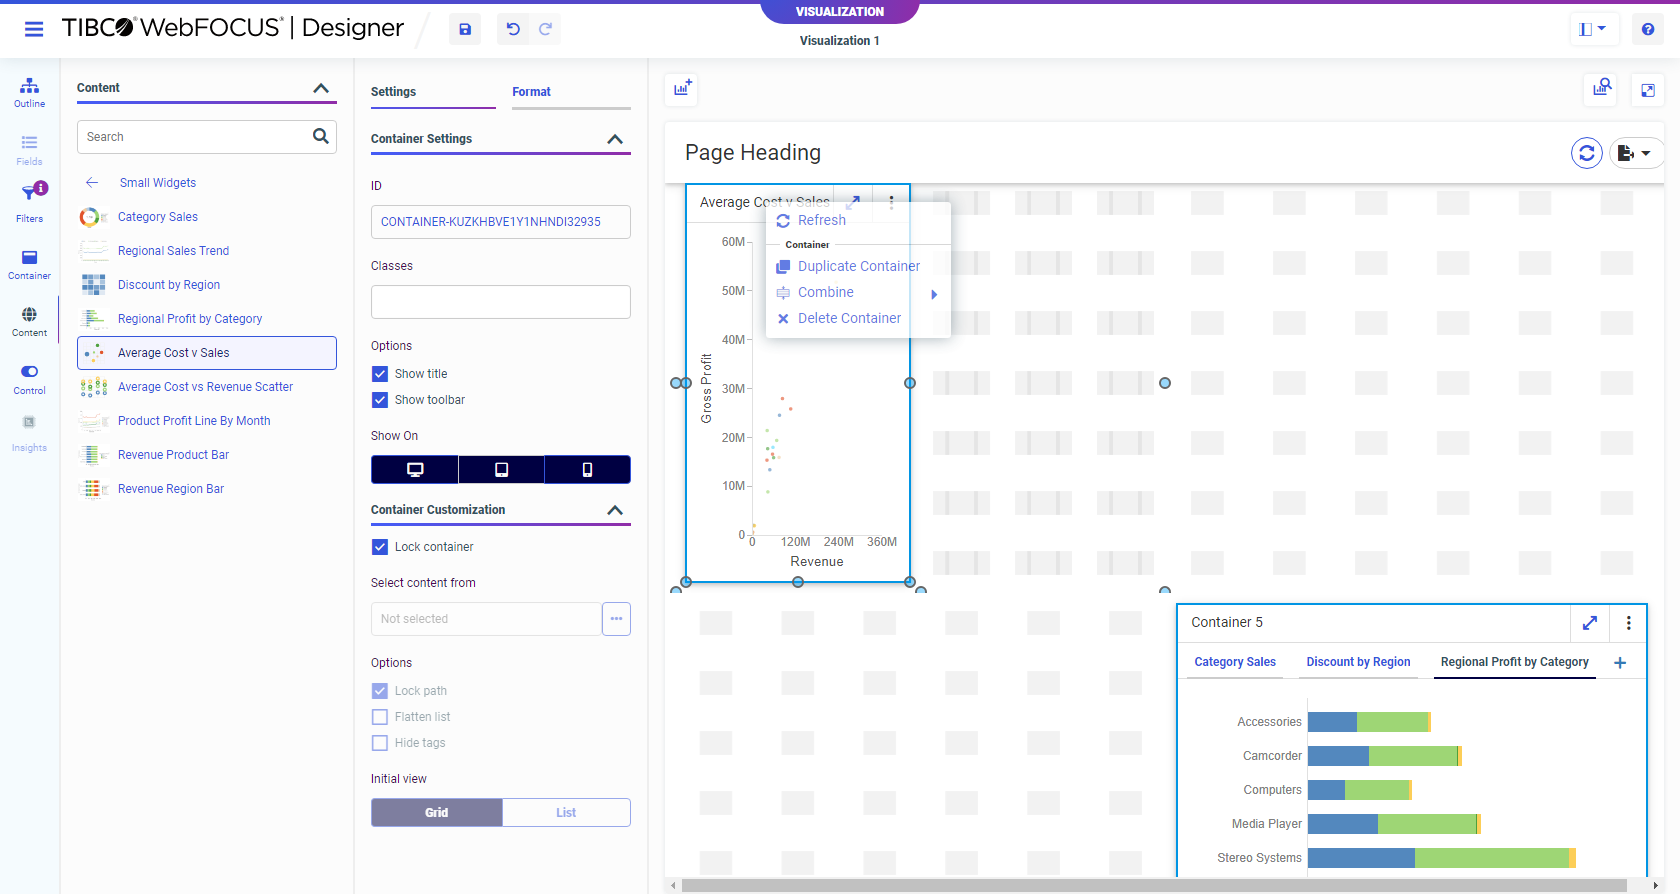 VISUALIZATION
TIBCO® WebFOCUS® | Designer
Visualization 1
Outline
Fields
Filters
Container
Content
Control
Insights
Content
Search
Small Widgets
Category Sales
Regional Sales Trend
Discount by Region
Regional Profit by Category
Average Cost v Sales
Average Cost vs Revenue Scatter
Product Profit Line By Month
Revenue Product Bar
Revenue Region Bar
Settings
Format
Container Settings
ID
CONTAINER-KUZKHBVE1Y1NHNDI32935
Classes
Options
Show title
Show toolbar
Show On
Container Customization
Lock container
Select content from
Not selected
Options
Lock path
Flatten list
Hide tags
Initial view
Grid
List
Page Heading
Average Cost v Sales
Refresh
Container
Duplicate Container
Combine
Delete Container
60M
50M
40M
30M
20M
10M
0
Gross Profit
0 120M 240M 360M
Revenue
Container 5
Category Sales
Discount by Region
Regional Profit by Category
Accessories
Camcorder
Computers
Media Player
Stereo Systems